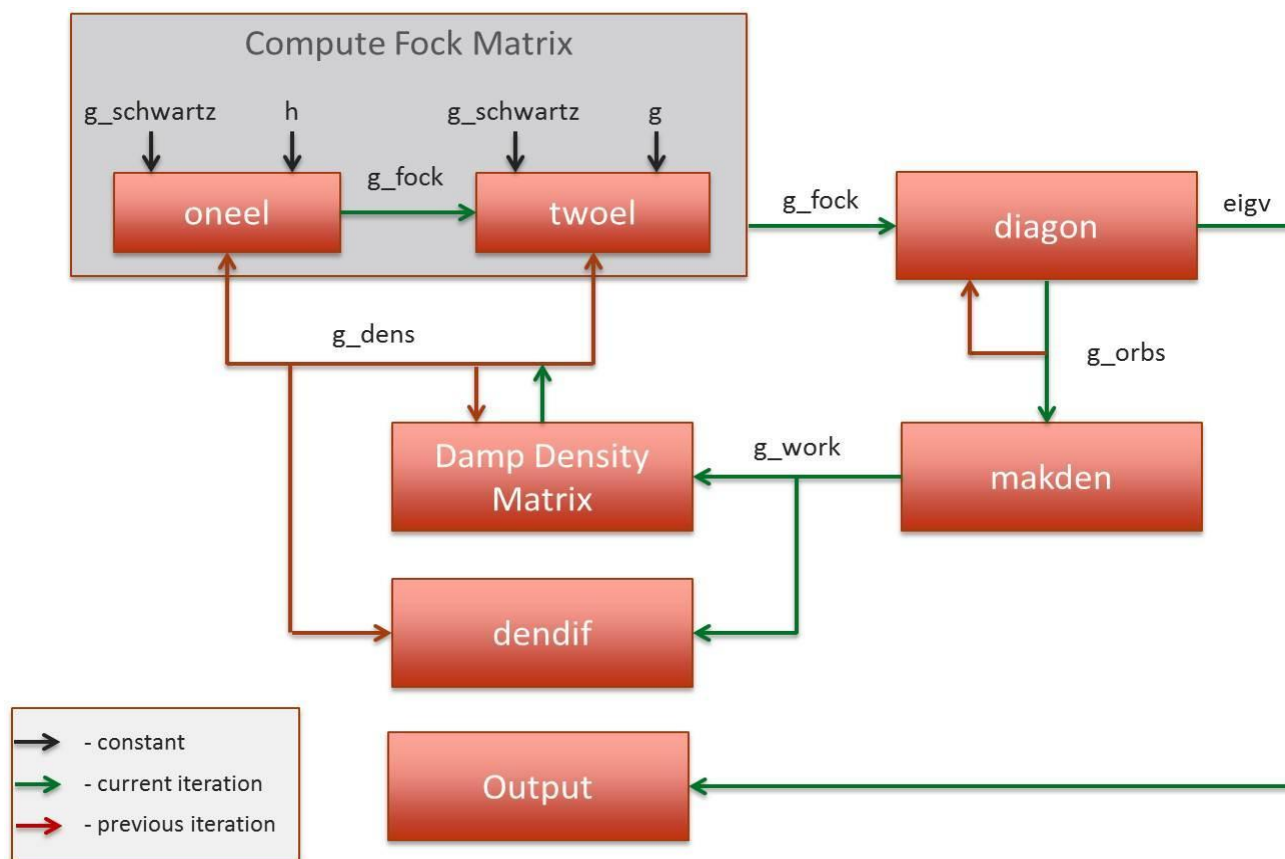 Compute Fock Matrix
g_schwartz
h
g_schwartz
g
oneel
g_fock
twoel
g_fock
diagon
eigv
g_dens
g_orbs
Damp Density
Matrix
g_work
makden
dendif
Output
- constant
- current iteration
- previous iteration